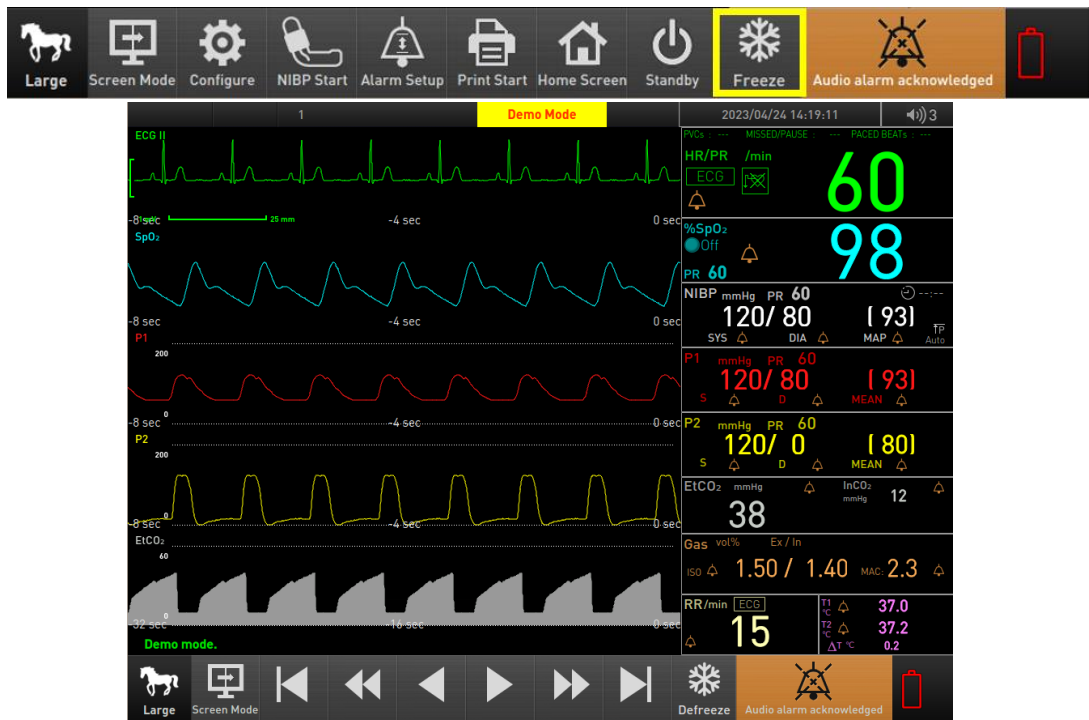 Large Screen Mode Configure NIBP Start Alarm Setup Print Start Home Screen Standby Freeze Audio alarm acknowledged
1 Demo Mode 2023/04/24 14:19:11 3
ECG II
1 mV 25 mm
-8 sec -4 sec 0 sec
SpO₂
-8 sec -4 sec 0 sec
P1
200
0
-8 sec -4 sec 0 sec
P2
200
0
-8 sec -4 sec 0 sec
EtCO₂
60
0
-32 sec -16 sec 0 sec
Demo mode.
PVCs : --- MISSED/PAUSE : --- PACED BEATs : ---
HR/PR /min
ECG
60
%SpO₂
Off
98
PR 60
NIBP mmHg PR 60 --:--
120/ 80 ( 93)
SYS DIA MAP Auto
P1 mmHg PR 60
120/ 80 ( 93)
S D MEAN
P2 mmHg PR 60
120/ 0 ( 80)
S D MEAN
EtCO₂ mmHg InCO₂ mmHg 12
38
Gas vol% Ex / In
ISO 1.50 / 1.40 MAC: 2.3
RR/min ECG
15
T1 °C 37.0
T2 °C 37.2
ΔT °C 0.2
Large Screen Mode Defreeze Audio alarm acknowledged